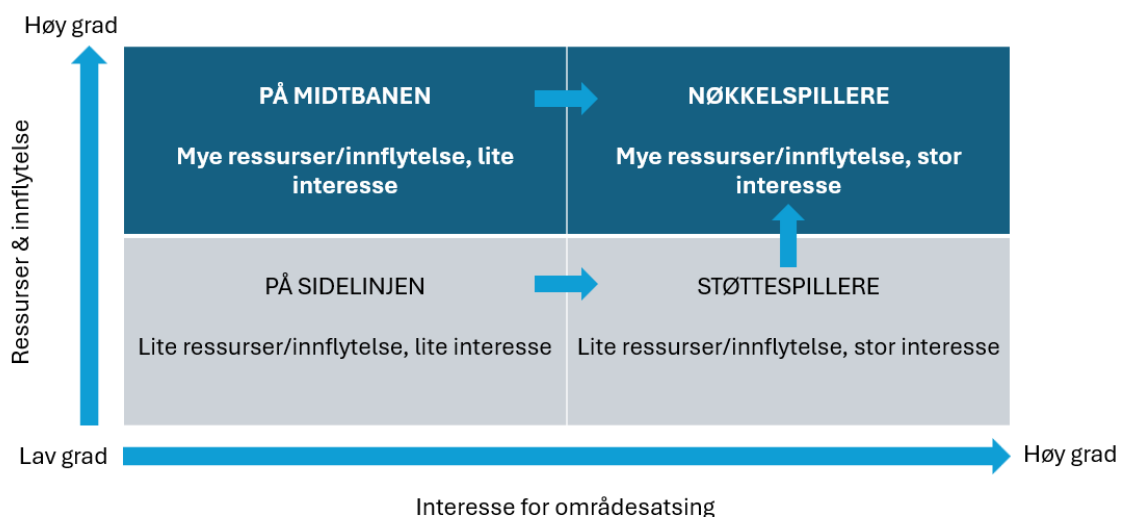 Høy grad
PÅ MIDTBANEN
Mye ressurser/innflytelse, lite
interesse
NØKKELSPILLERE
Mye ressurser/innflytelse, stor
interesse
Ressurser & innflytelse
PÅ SIDELINJEN
Lite ressurser/innflytelse, lite interesse
STØTTESPILLERE
Lite ressurser/innflytelse, stor interesse
Lav grad
Høy grad
Interesse for områdesatsing